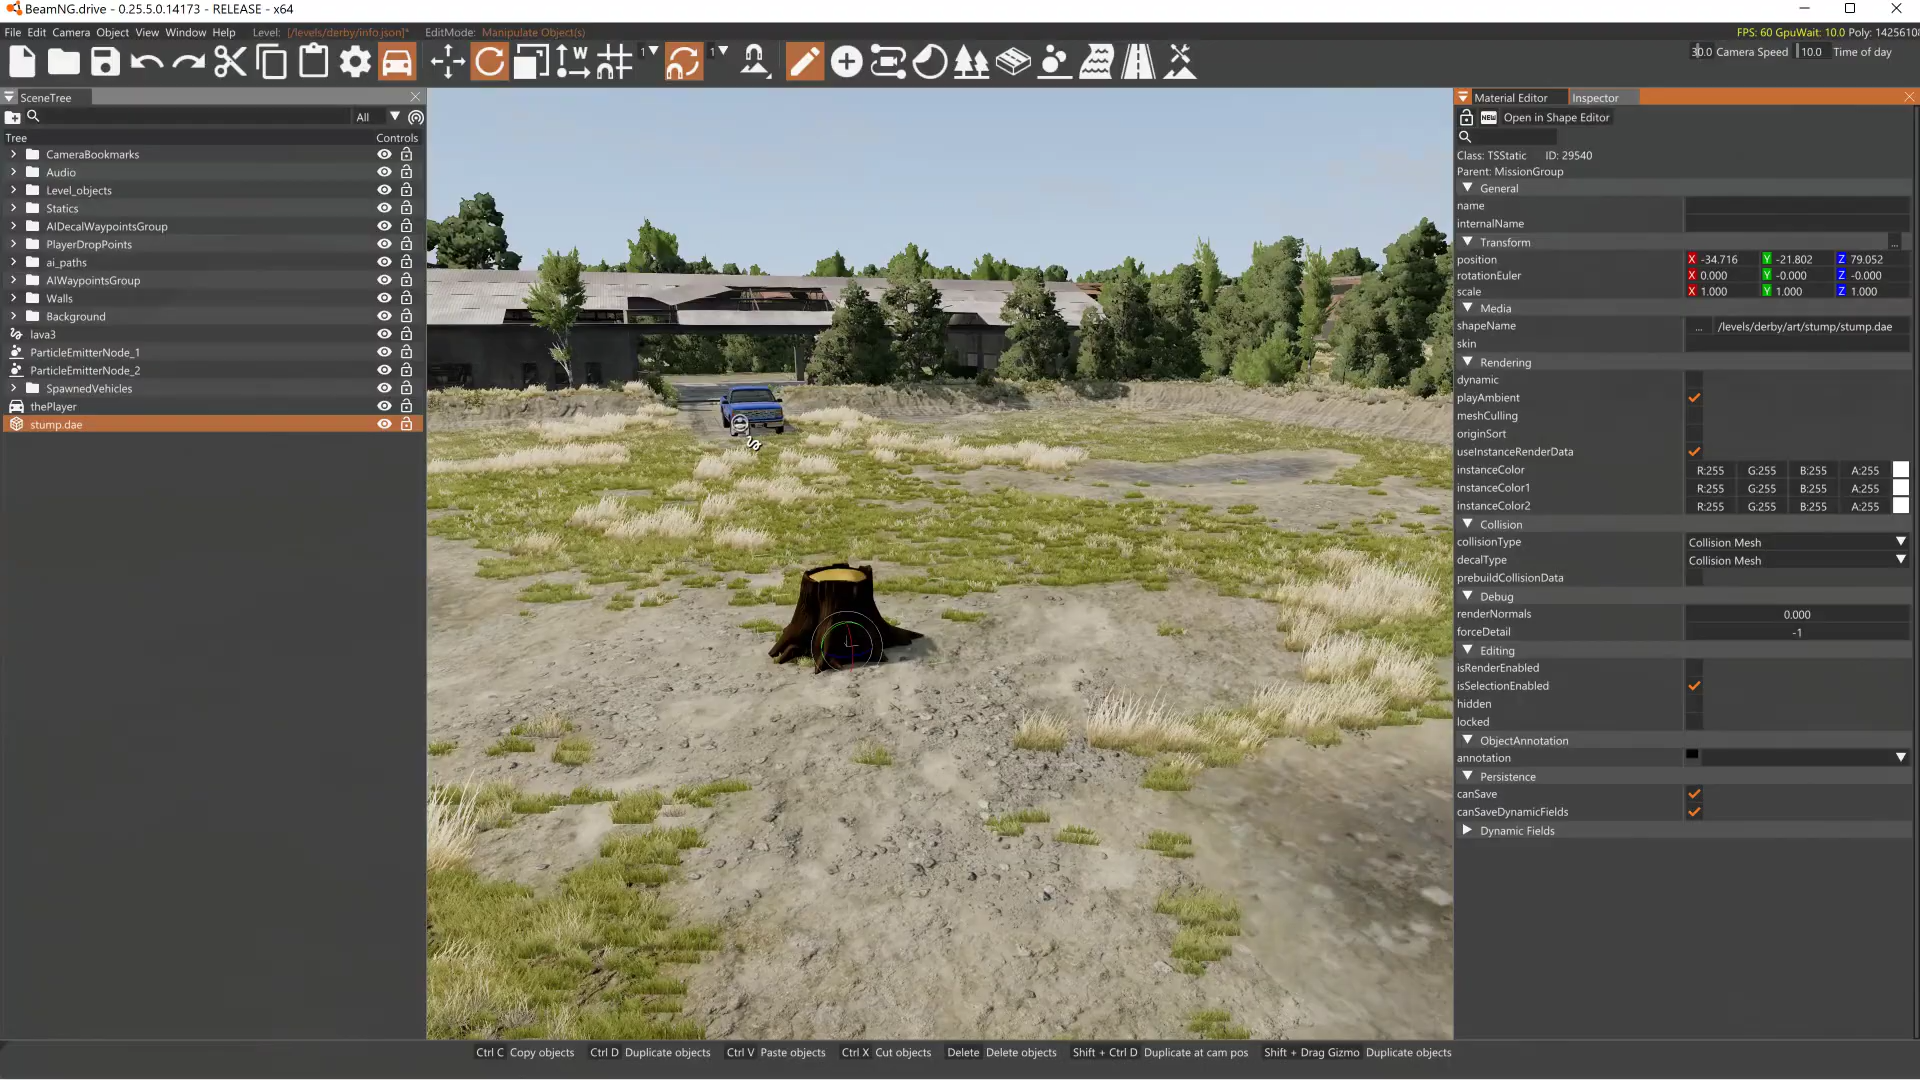 BeamNG.drive - 0.25.5.0.14173 - RELEASE - x64
File Edit Camera Object View Window Help Level: [/levels/derby/info.json]* EditMode: Manipulate Object(s)
FPS: 60 GpuWait: 10.0 Poly: 1425610
W 1 1 30.0 Camera Speed 10.0 Time of day
SceneTree
All
Tree Controls
CameraBookmarks
Audio
Level_objects
Statics
AIDecalWaypointsGroup
PlayerDropPoints
ai_paths
AIWaypointsGroup
Walls
Background
lava3
ParticleEmitterNode_1
ParticleEmitterNode_2
SpawnedVehicles
thePlayer
stump.dae
Material Editor Inspector
NEW Open in Shape Editor
Class: TSStatic ID: 29540
Parent: MissionGroup
General
name
internalName
Transform ...
position X -34.716 Y -21.802 Z 79.052
rotationEuler X 0.000 Y -0.000 Z -0.000
scale X 1.000 Y 1.000 Z 1.000
Media
shapeName ... /levels/derby/art/stump/stump.dae
skin
Rendering
dynamic
playAmbient
meshCulling
originSort
useInstanceRenderData
instanceColor R:255 G:255 B:255 A:255
instanceColor1 R:255 G:255 B:255 A:255
instanceColor2 R:255 G:255 B:255 A:255
Collision
collisionType Collision Mesh
decalType Collision Mesh
prebuildCollisionData
Debug
renderNormals 0.000
forceDetail -1
Editing
isRenderEnabled
isSelectionEnabled
hidden
locked
ObjectAnnotation
annotation
Persistence
canSave
canSaveDynamicFields
Dynamic Fields
Ctrl C Copy objects Ctrl D Duplicate objects Ctrl V Paste objects Ctrl X Cut objects Delete Delete objects Shift + Ctrl D Duplicate at cam pos Shift + Drag Gizmo Duplicate objects